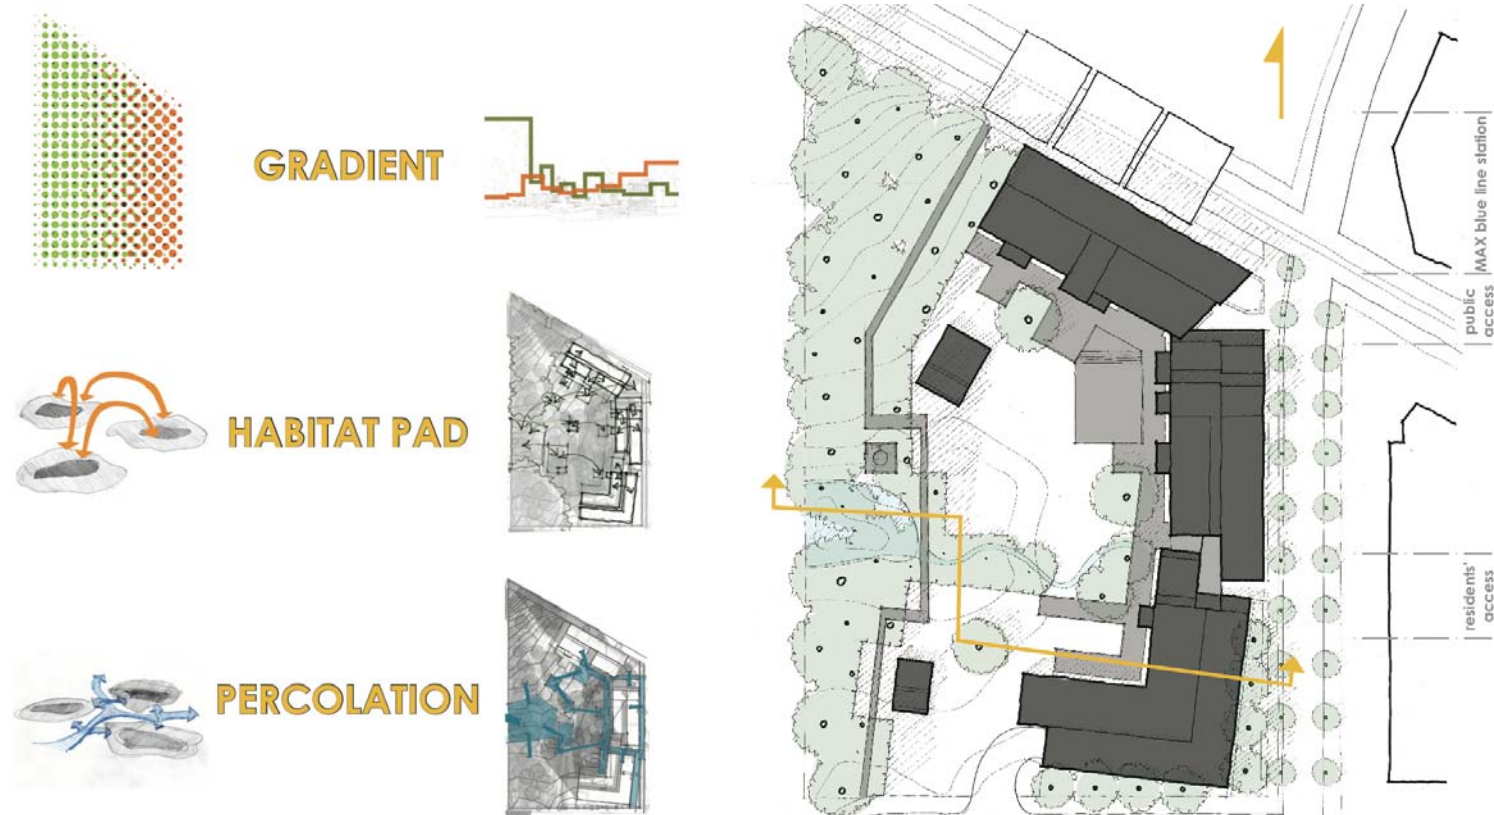 GRADIENT
HABITAT PAD
PERCOLATION
MAX blue line station
public
access
residents'
access